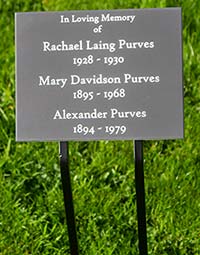 In Loving Memory
of
Rachael Laing Purves
1928 - 1930
Mary Davidson Purves
1895 - 1968
Alexander Purves
1894 - 1979